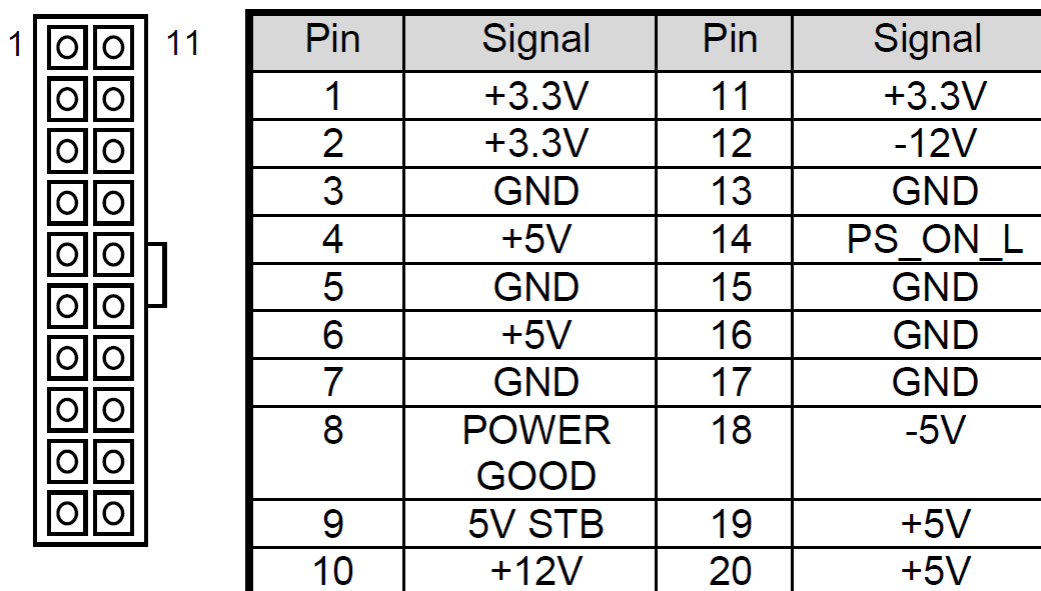 1 11
Pin Signal Pin Signal
1 +3.3V 11 +3.3V
2 +3.3V 12 -12V
3 GND 13 GND
4 +5V 14 PS_ON_L
5 GND 15 GND
6 +5V 16 GND
7 GND 17 GND
8 POWER 18 -5V
GOOD
9 5V STB 19 +5V
10 +12V 20 +5V